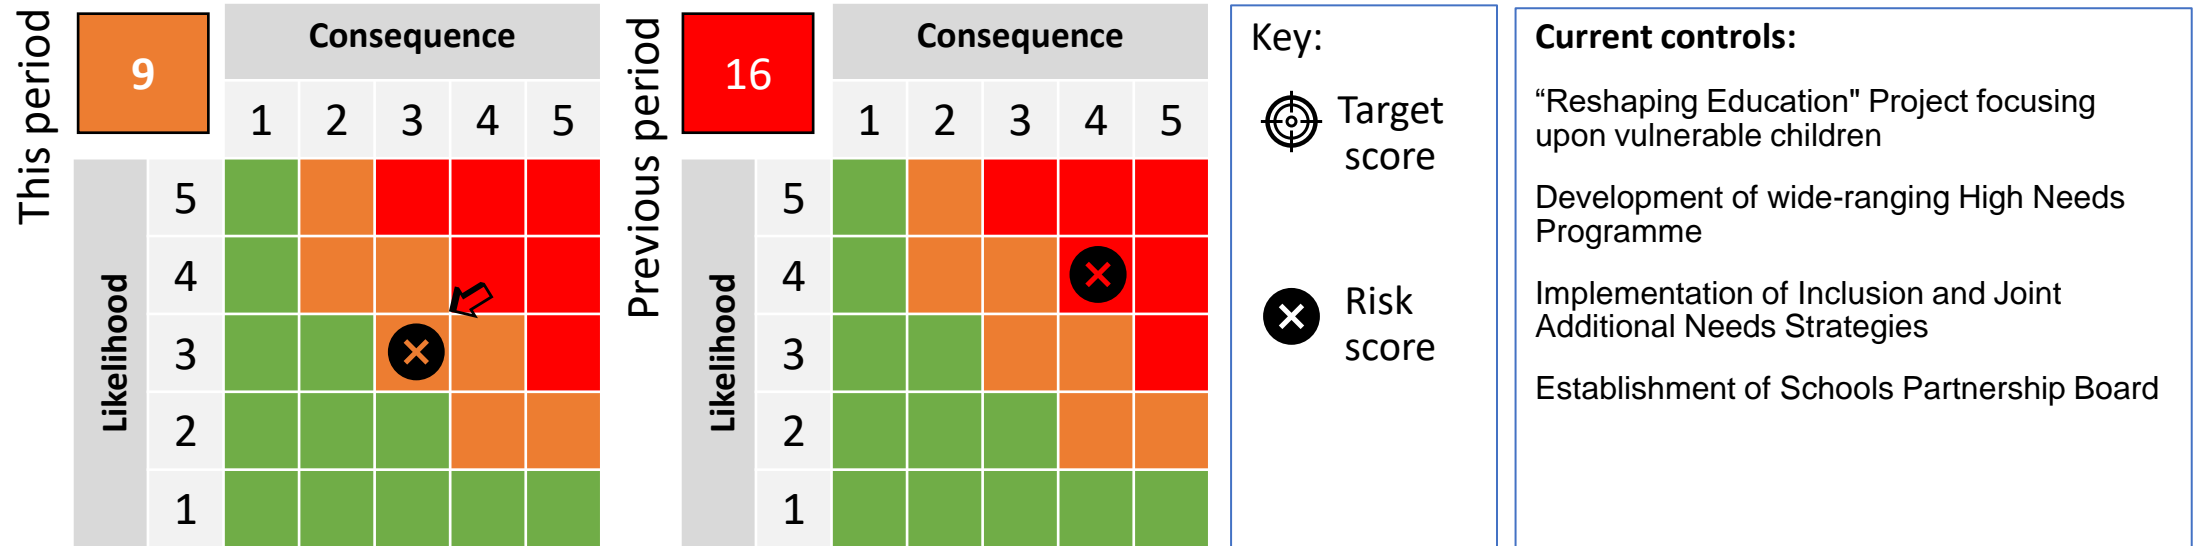 This period
9
Consequence
1 2 3 4 5
Likelihood
5
4
3
2
1
Previous period
16
Consequence
1 2 3 4 5
Likelihood
5
4
3
2
1
Key:
Target
score
Risk
score
Current controls:
“Reshaping Education" Project focusing
upon vulnerable children
Development of wide-ranging High Needs
Programme
Implementation of Inclusion and Joint
Additional Needs Strategies
Establishment of Schools Partnership Board